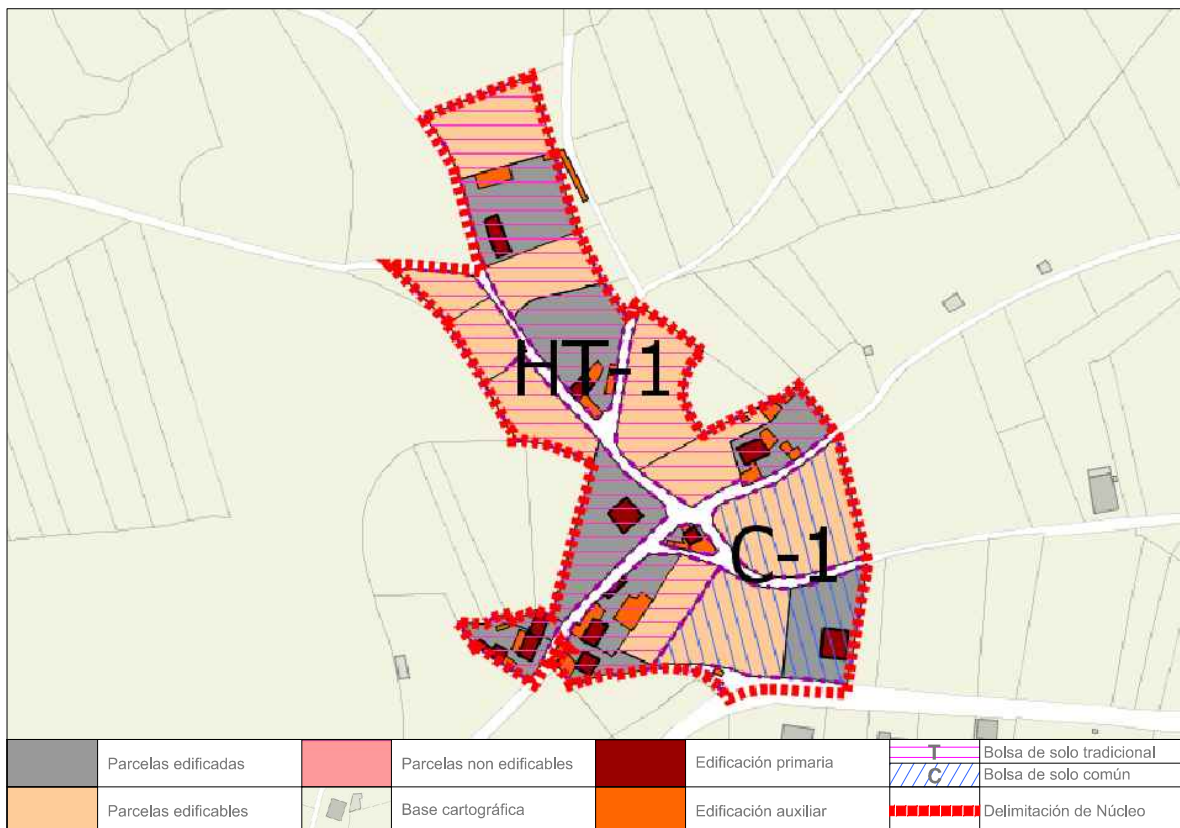 HT-1
C-1
Parcelas edificadas
Parcelas non edificables
Edificación primaria
T
Bolsa de solo tradicional
C
Bolsa de solo común
Parcelas edificables
Base cartográfica
Edificación auxiliar
Delimitación de Núcleo